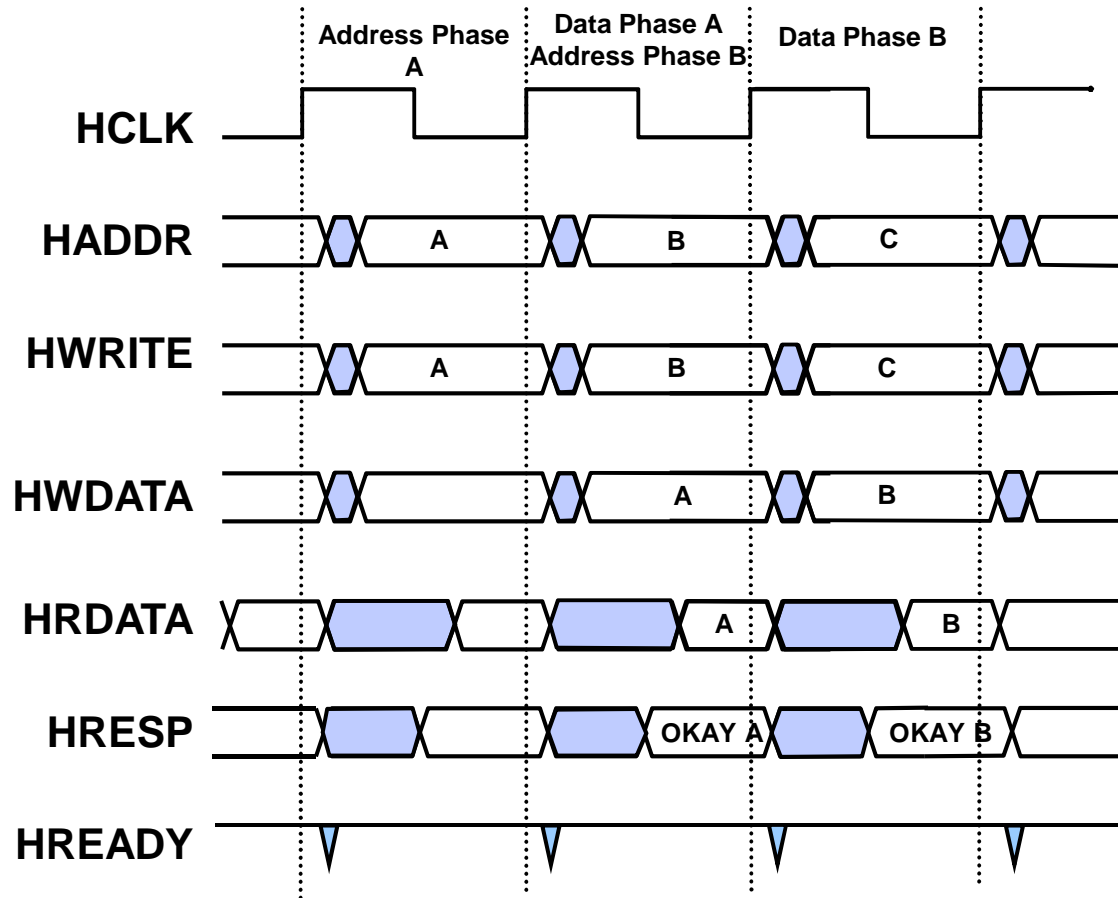 Address Phase
A
Data Phase A
Address Phase B
Data Phase B
HCLK
HADDR
A
B
C
HWRITE
A
B
C
HWDATA
A
B
HRDATA
A
B
HRESP
OKAY A
OKAY B
HREADY